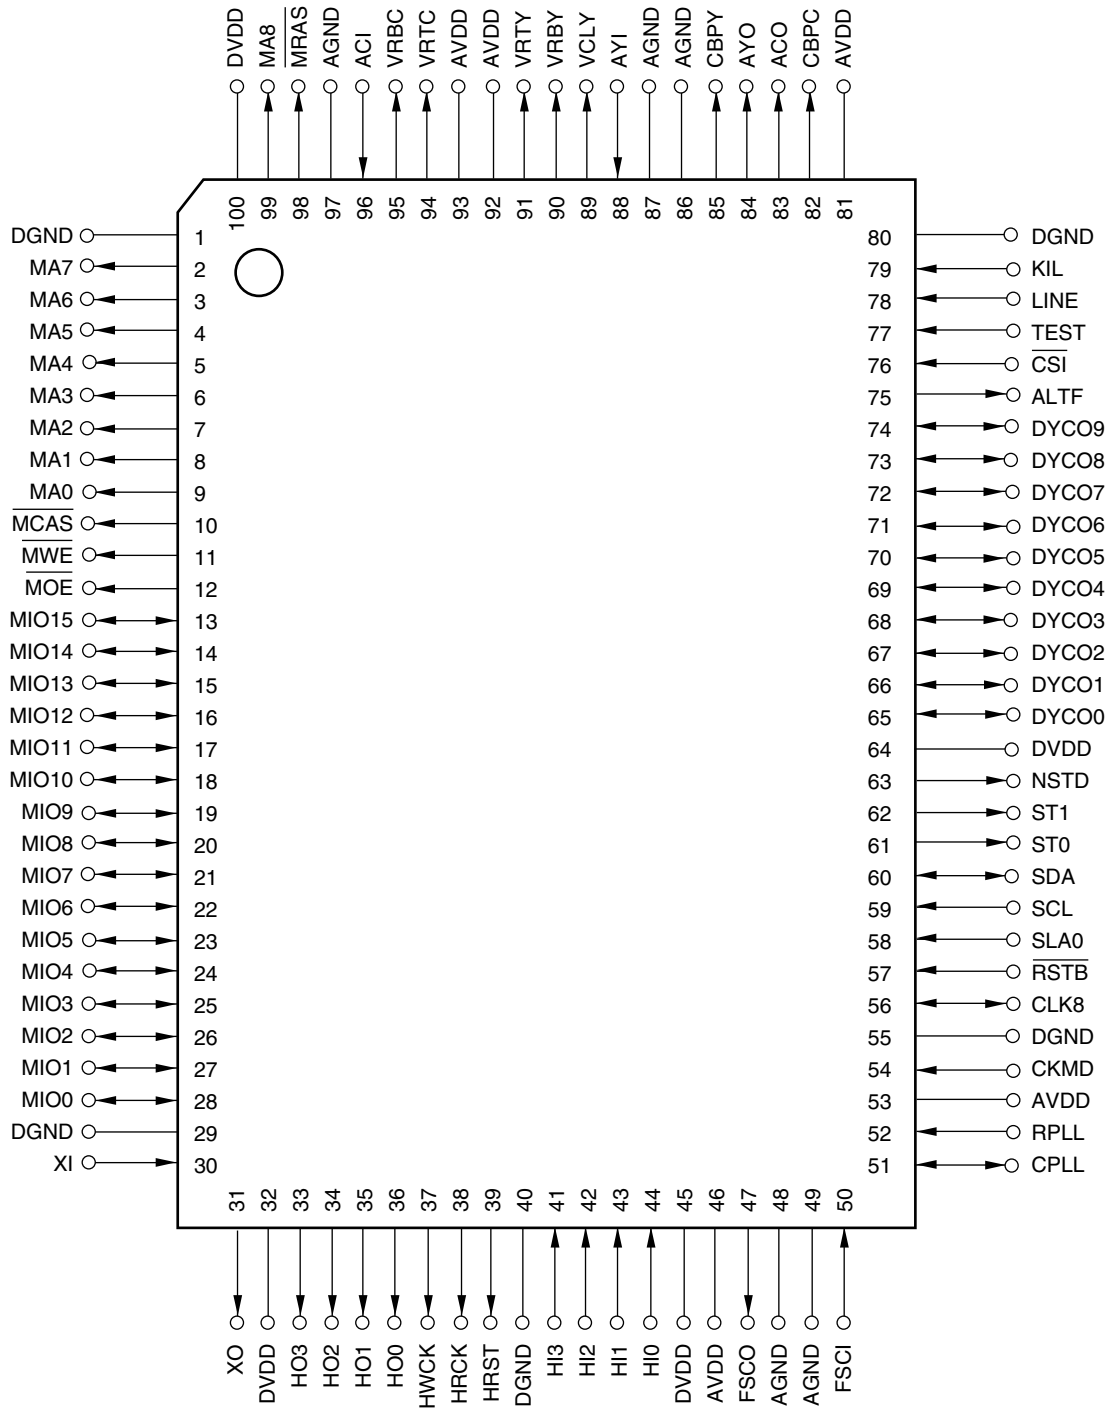 DVDD
MA8
MRAS
AGND
ACI
VRBC
VRTC
AVDD
AVDD
VRTY
VRBY
VCLY
AYI
AGND
AGND
CBPY
AYO
ACO
CBPC
AVDD
100
99
98
97
96
95
94
93
92
91
90
89
88
87
86
85
84
83
82
81
DGND 1
MA7 2
MA6 3
MA5 4
MA4 5
MA3 6
MA2 7
MA1 8
MA0 9
MCAS 10
MWE 11
MOE 12
MIO15 13
MIO14 14
MIO13 15
MIO12 16
MIO11 17
MIO10 18
MIO9 19
MIO8 20
MIO7 21
MIO6 22
MIO5 23
MIO4 24
MIO3 25
MIO2 26
MIO1 27
MIO0 28
DGND 29
XI 30
80 DGND
79 KIL
78 LINE
77 TEST
76 CSI
75 ALTF
74 DYCO9
73 DYCO8
72 DYCO7
71 DYCO6
70 DYCO5
69 DYCO4
68 DYCO3
67 DYCO2
66 DYCO1
65 DYCO0
64 DVDD
63 NSTD
62 ST1
61 ST0
60 SDA
59 SCL
58 SLA0
57 RSTB
56 CLK8
55 DGND
54 CKMD
53 AVDD
52 RPLL
51 CPLL
31
32
33
34
35
36
37
38
39
40
41
42
43
44
45
46
47
48
49
50
XO
DVDD
HO3
HO2
HO1
HO0
HWCK
HRCK
HRST
DGND
HI3
HI2
HI1
HI0
DVDD
AVDD
FSCO
AGND
AGND
FSCI